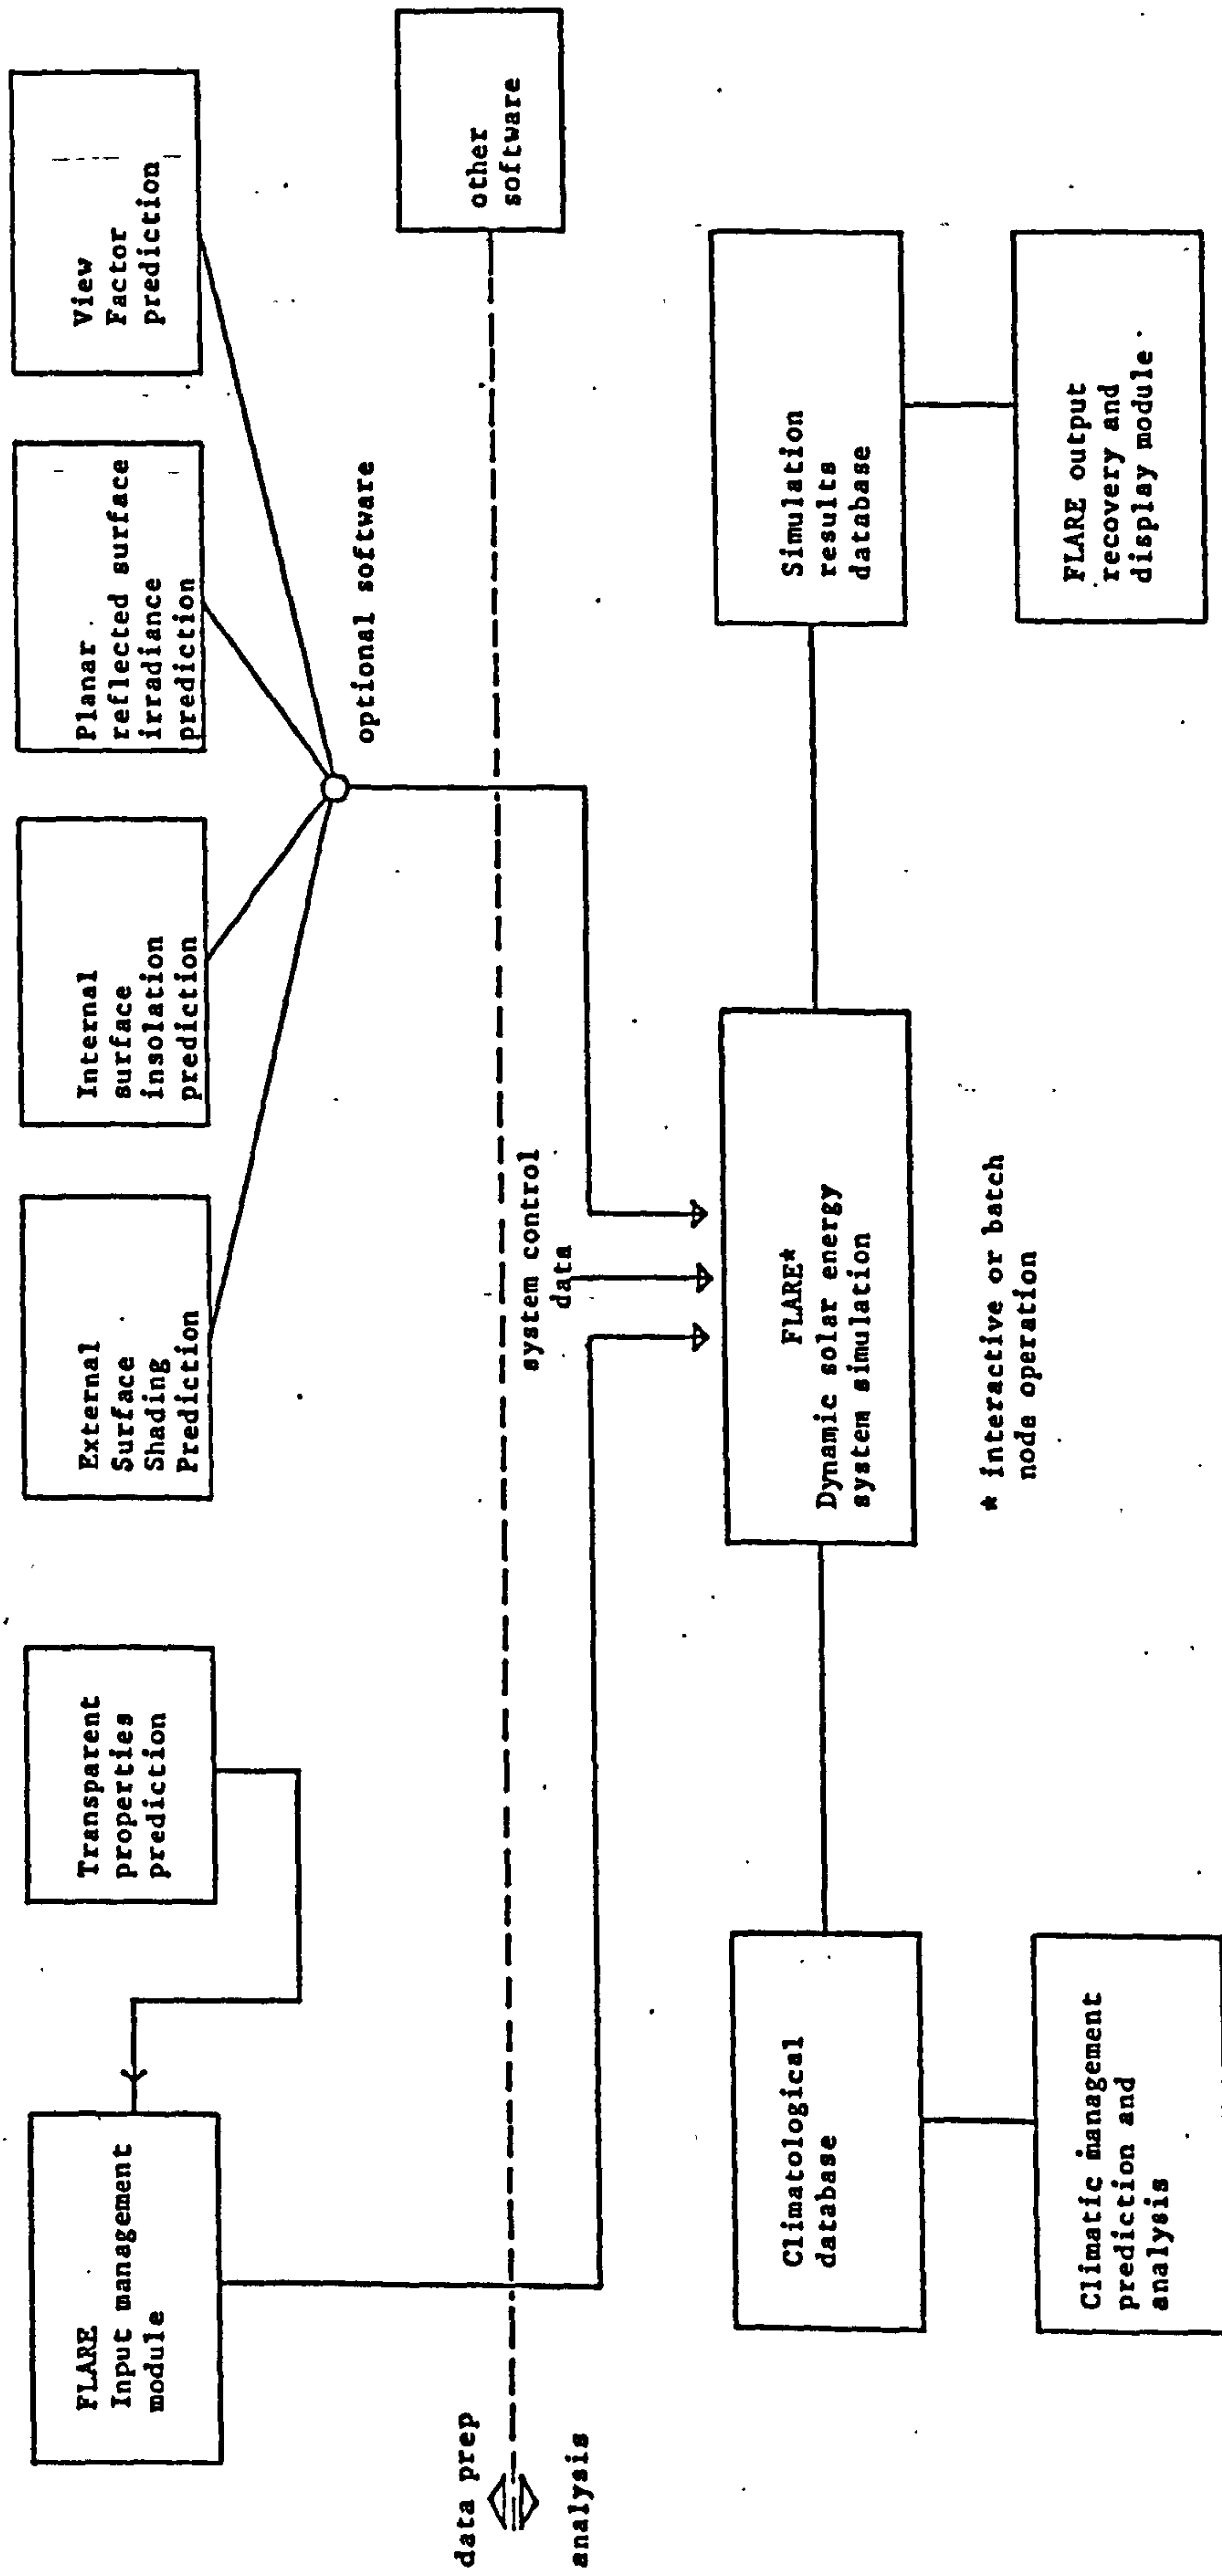 FLARE
Input management
module
Transparent
properties
prediction
External
Surface
Shading
Prediction
Internal
surface
insolation
prediction
Planar
reflected surface
irradiance
prediction
View
Factor
prediction
optional software
other
software
data prep
analysis
system control
data
FLARE*
Dynamic solar energy
system simulation
* interactive or batch
node operation
Climatological
database
Climatic management
prediction and
analysis
Simulation
results
database
FLARE output
recovery and
display module